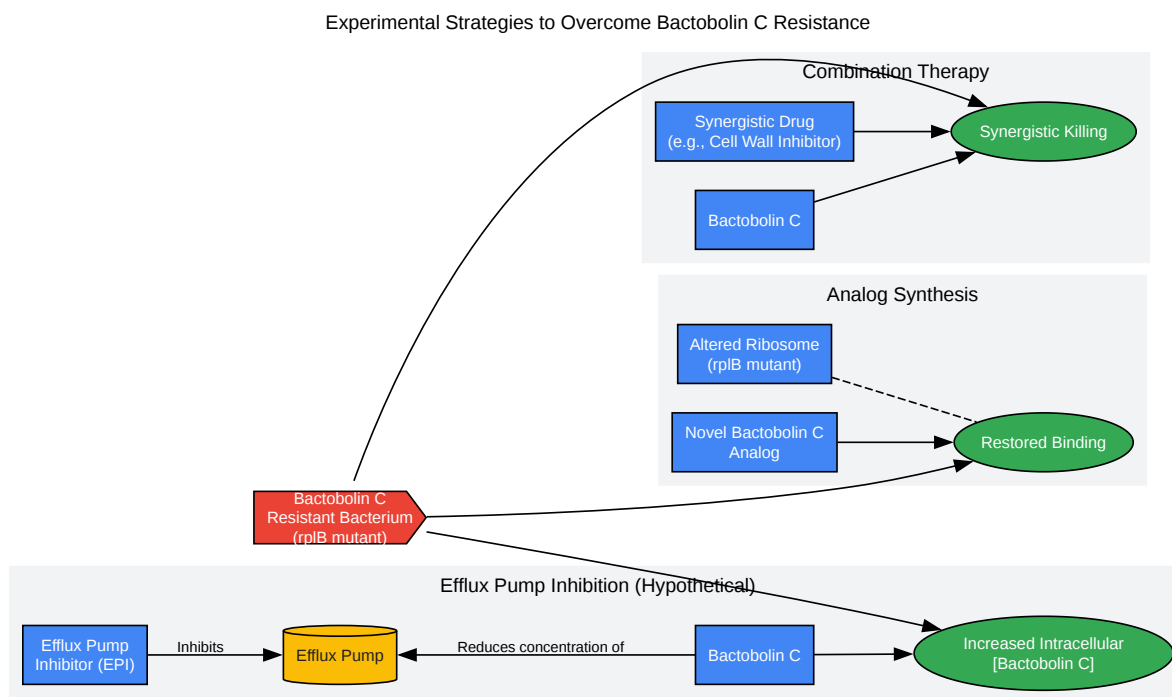 Experimental Strategies to Overcome Bactobolin C Resistance
Combination Therapy
Synergistic Drug
(e.g., Cell Wall Inhibitor)
Synergistic Killing
Bactobolin C
Analog Synthesis
Altered Ribosome
(rplB mutant)
Novel Bactobolin C
Analog
Restored Binding
Bactobolin C
Resistant Bacterium
(rplB mutant)
Efflux Pump Inhibition (Hypothetical)
Efflux Pump
Inhibitor (EPI)
Inhibits
Efflux Pump
Reduces concentration of
Bactobolin C
Increased Intracellular
[Bactobolin C]